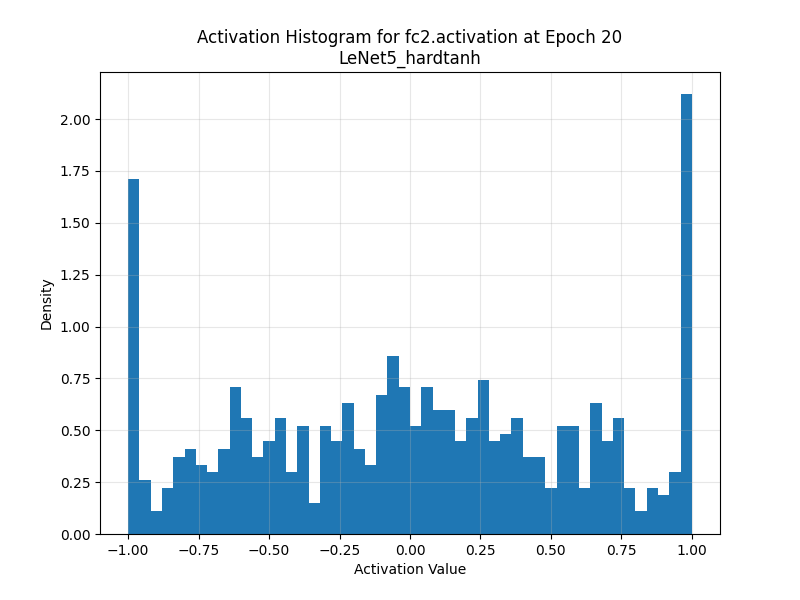 Activation Histogram for fc2.activation at Epoch 20
LeNet5_hardtanh
2.00
1.75
1.50
1.25
1.00
0.75
0.50
0.25
0.00
Density
−1.00 −0.75 −0.50 −0.25 0.00 0.25 0.50 0.75 1.00
Activation Value